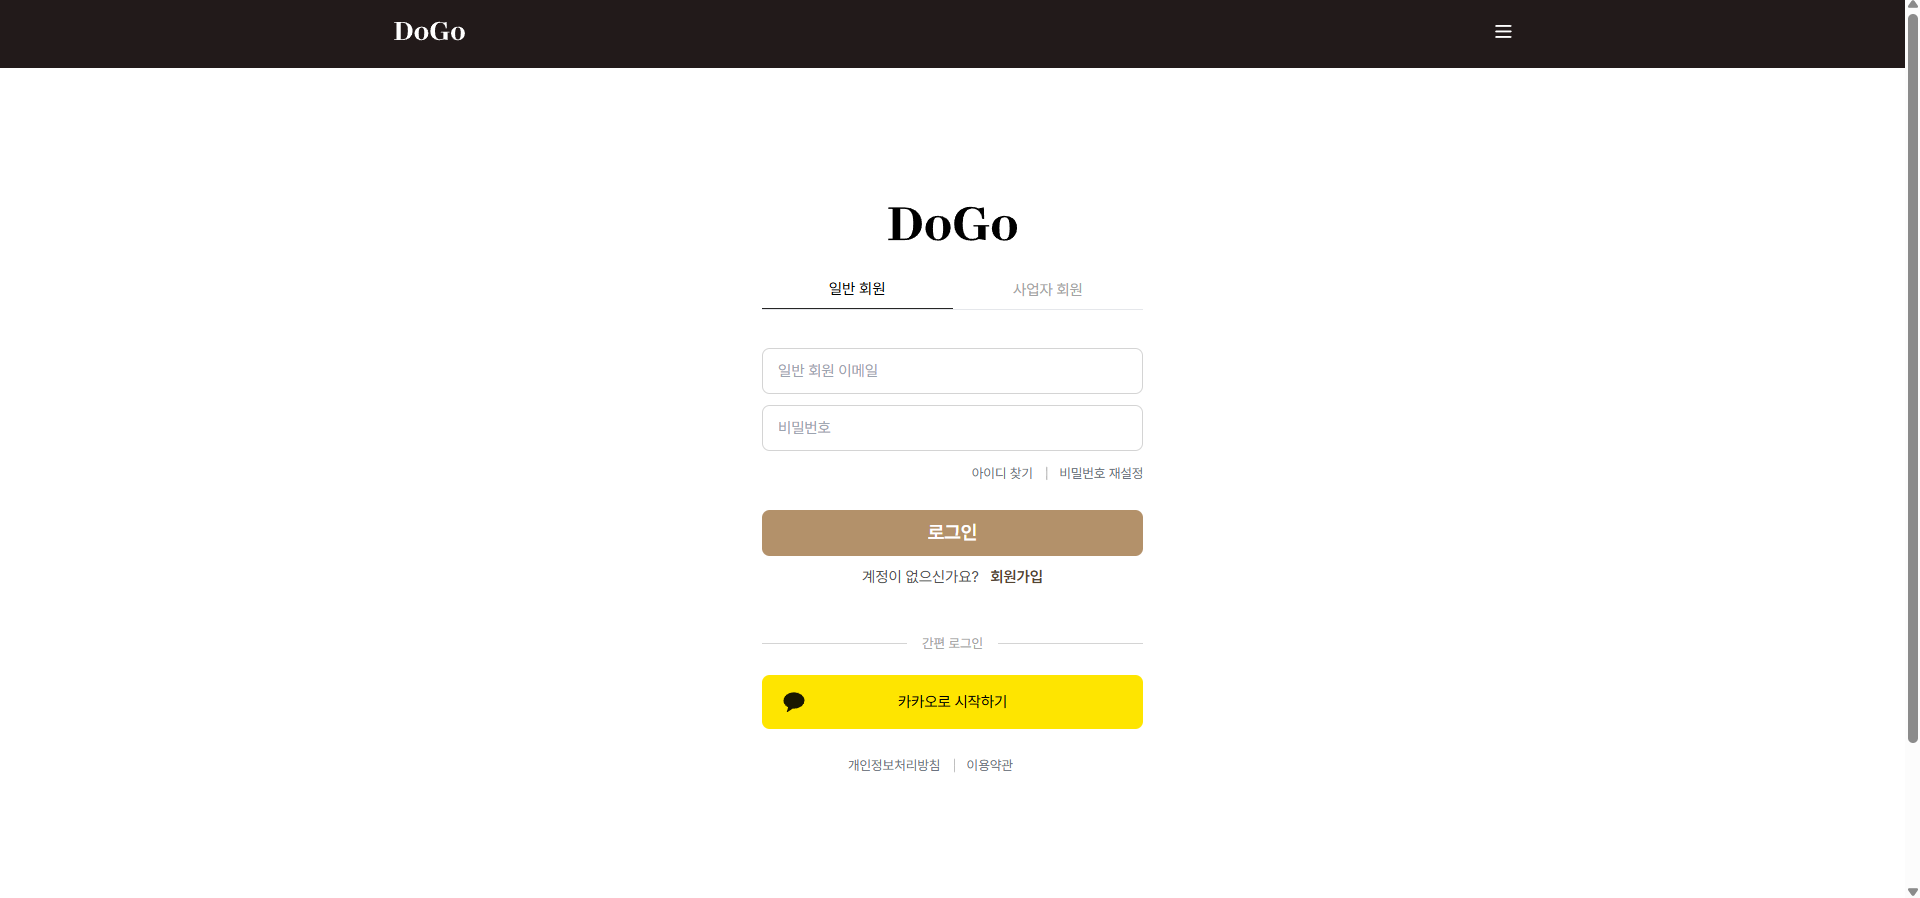 DoGo
DoGo
일반 회원 사업자 회원
일반 회원 이메일
비밀번호
아이디 찾기 | 비밀번호 재설정
로그인
계정이 없으신가요? 회원가입
간편 로그인
카카오로 시작하기
개인정보처리방침 | 이용약관